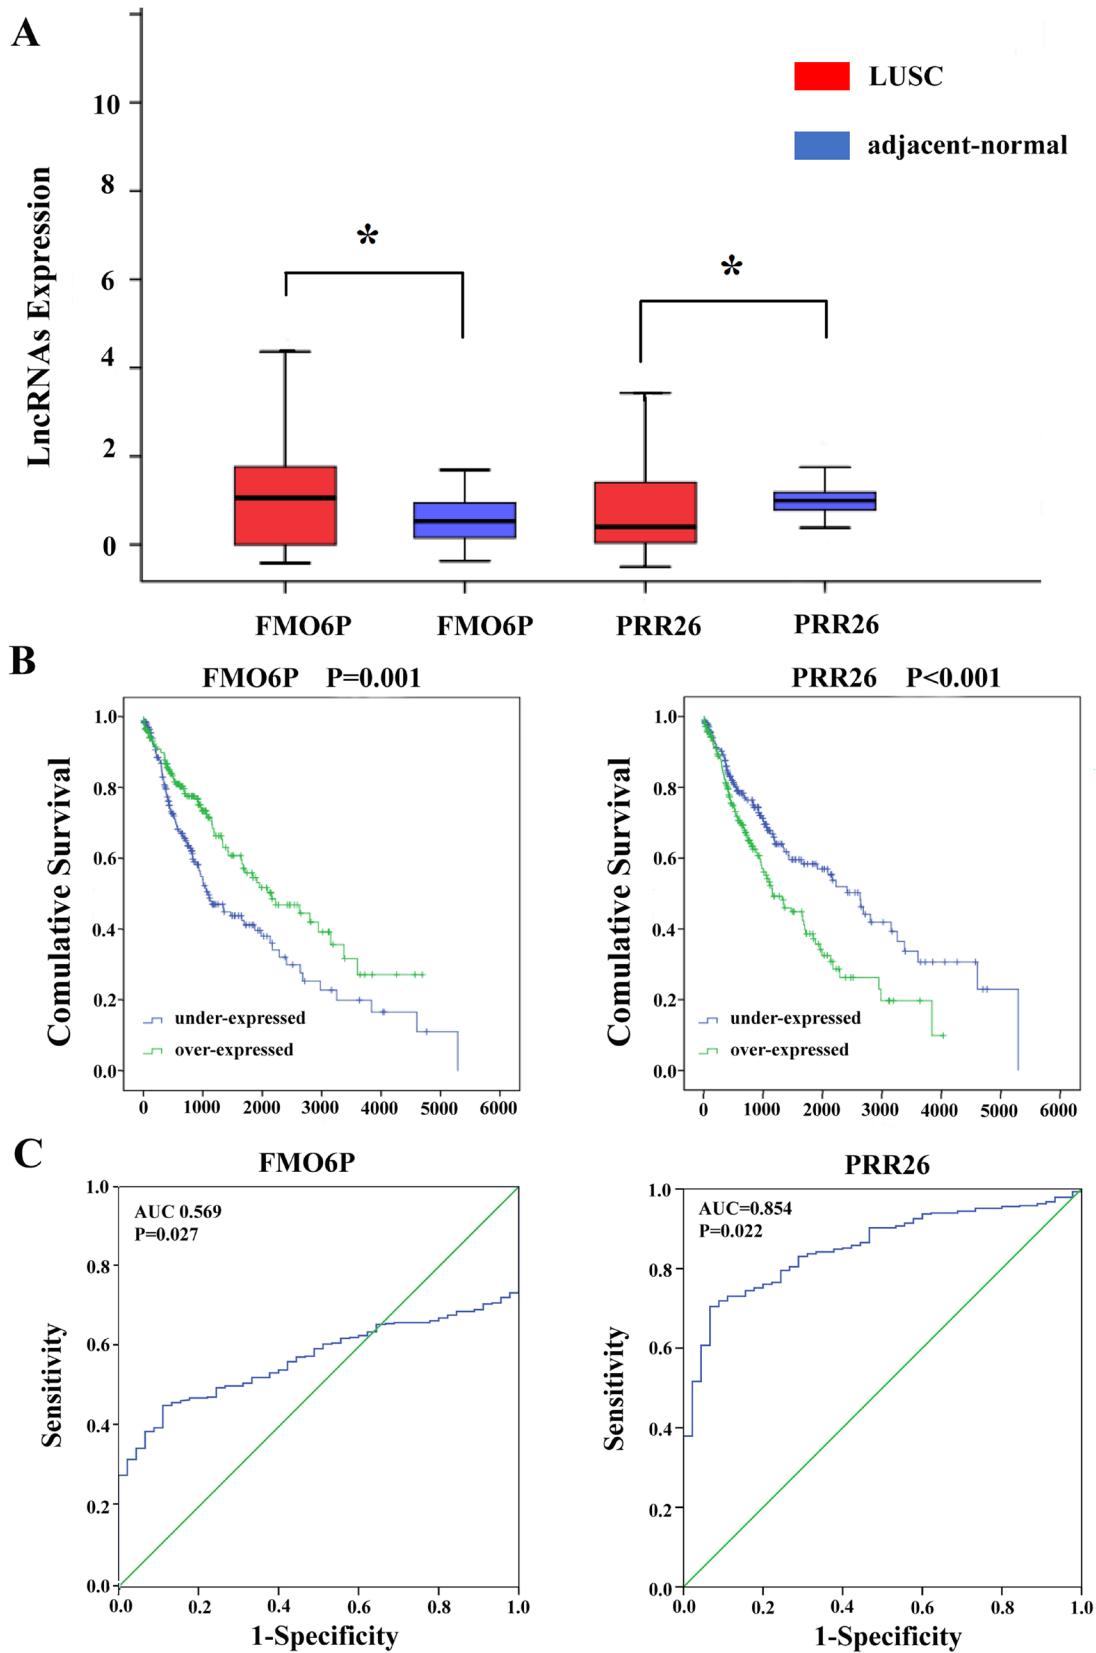 A
LncRNAs Expression
10
8
6
4
2
0
LUSC
adjacent-normal
*
*
FMO6P
FMO6P
PRR26
PRR26
B
FMO6P P=0.001
Comulative Survival
1.0
0.8
0.6
0.4
0.2
0.0
under-expressed
over-expressed
0 1000 2000 3000 4000 5000 6000
PRR26 P<0.001
Comulative Survival
1.0
0.8
0.6
0.4
0.2
0.0
under-expressed
over-expressed
0 1000 2000 3000 4000 5000 6000
C
FMO6P
AUC 0.569
P=0.027
Sensitivity
1.0
0.8
0.6
0.4
0.2
0.0
0.0 0.2 0.4 0.6 0.8 1.0
1-Specificity
PRR26
AUC=0.854
P=0.022
Sensitivity
1.0
0.8
0.6
0.4
0.2
0.0
0.0 0.2 0.4 0.6 0.8 1.0
1-Specificity